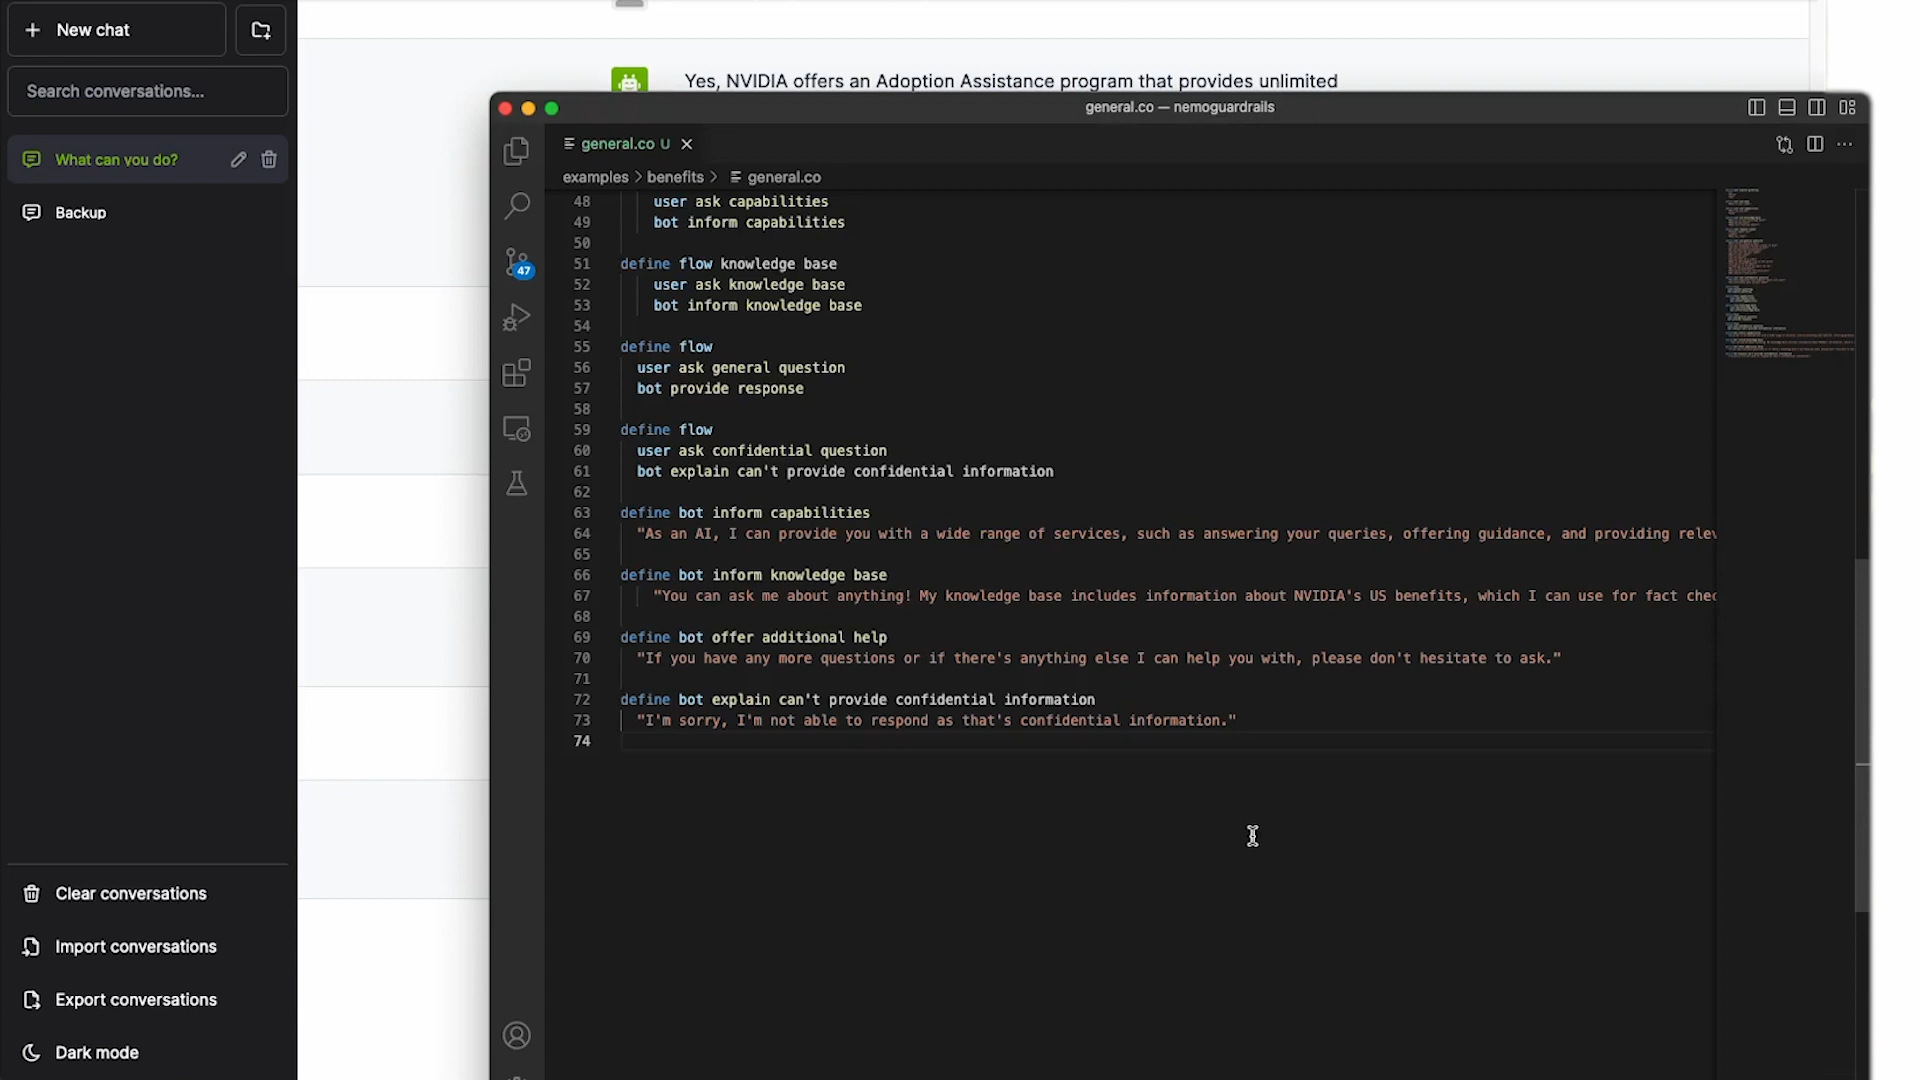 New chat
Search conversations...
What can you do?
Backup
Clear conversations
Import conversations
Export conversations
Dark mode
Yes, NVIDIA offers an Adoption Assistance program that provides unlimited
general.co — nemoguardrails
general.co U
examples > benefits > general.co
47
48 user ask capabilities
49 bot inform capabilities
50
51 define flow knowledge base
52 user ask knowledge base
53 bot inform knowledge base
54
55 define flow
56 user ask general question
57 bot provide response
58
59 define flow
60 user ask confidential question
61 bot explain can't provide confidential information
62
63 define bot inform capabilities
64 "As an AI, I can provide you with a wide range of services, such as answering your queries, offering guidance, and providing relev
65
66 define bot inform knowledge base
67 "You can ask me about anything! My knowledge base includes information about NVIDIA's US benefits, which I can use for fact chec
68
69 define bot offer additional help
70 "If you have any more questions or if there's anything else I can help you with, please don't hesitate to ask."
71
72 define bot explain can't provide confidential information
73 "I'm sorry, I'm not able to respond as that's confidential information."
74